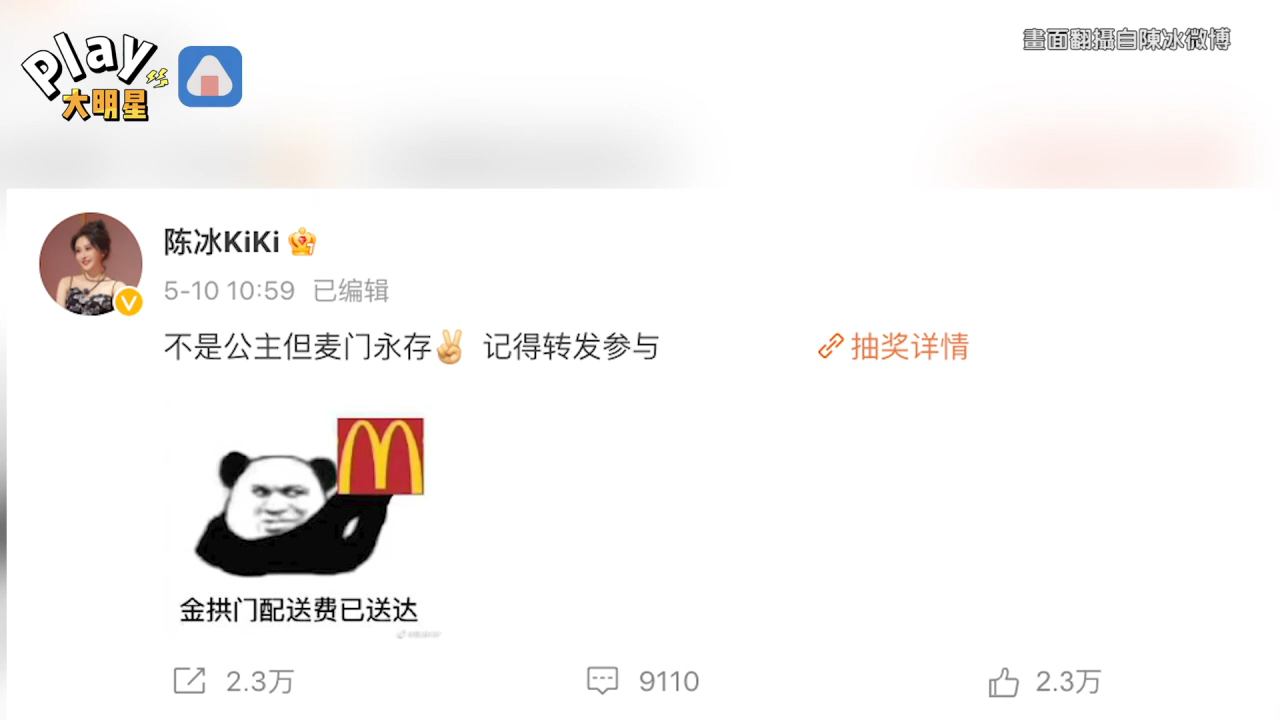 Play
大明星
畫面翻攝自陳冰微博
陈冰KiKi
5-10 10:59 已编辑
不是公主但麦门永存✌ 记得转发参与 抽奖详情
金拱门配送费已送达
2.3万 9110 2.3万